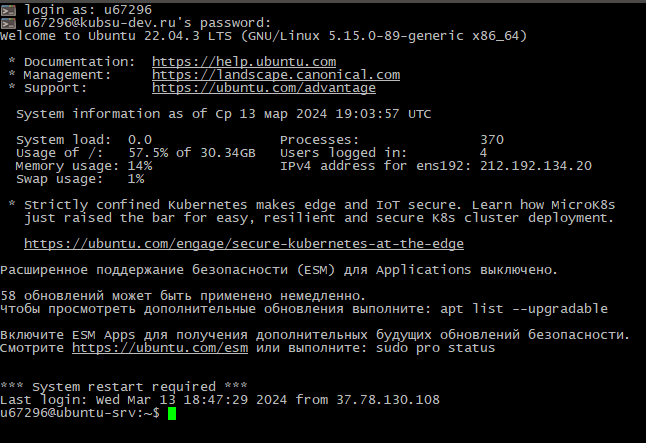 login as: u67296
u67296@kubsu-dev.ru's password:
Welcome to Ubuntu 22.04.3 LTS (GNU/Linux 5.15.0-89-generic x86_64)
* Documentation:  https://help.ubuntu.com
* Management:     https://landscape.canonical.com
* Support:        https://ubuntu.com/advantage
System information as of Ср 13 мар 2024 19:03:57 UTC
System load:  0.0                Processes:               370
Usage of /:   57.5% of 30.34GB   Users logged in:         4
Memory usage: 14%                IPv4 address for ens192: 212.192.134.20
Swap usage:   1%
* Strictly confined Kubernetes makes edge and IoT secure. Learn how MicroK8s
just raised the bar for easy, resilient and secure K8s cluster deployment.
https://ubuntu.com/engage/secure-kubernetes-at-the-edge
Расширенное поддержание безопасности (ESM) для Applications выключено.
58 обновлений может быть применено немедленно.
Чтобы просмотреть дополнительные обновления выполните: apt list --upgradable
Включите ESM Apps для получения дополнительных будущих обновлений безопасности.
Смотрите https://ubuntu.com/esm или выполните: sudo pro status
*** System restart required ***
Last login: Wed Mar 13 18:47:29 2024 from 37.78.130.108
u67296@ubuntu-srv:~$